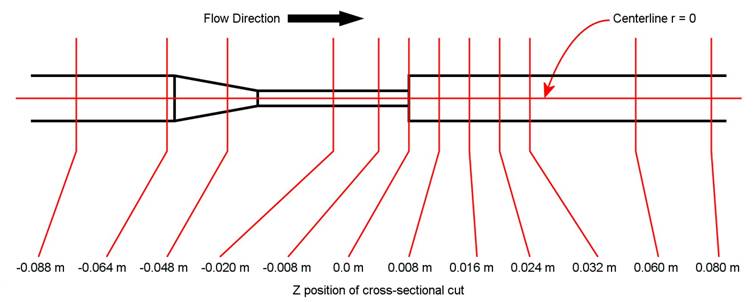 Flow Direction
Centerline r = 0
-0.088 m
-0.064 m
-0.048 m
-0.020 m
-0.008 m
0.0 m
0.008 m
0.016 m
0.024 m
0.032 m
0.060 m
0.080 m
Z position of cross-sectional cut